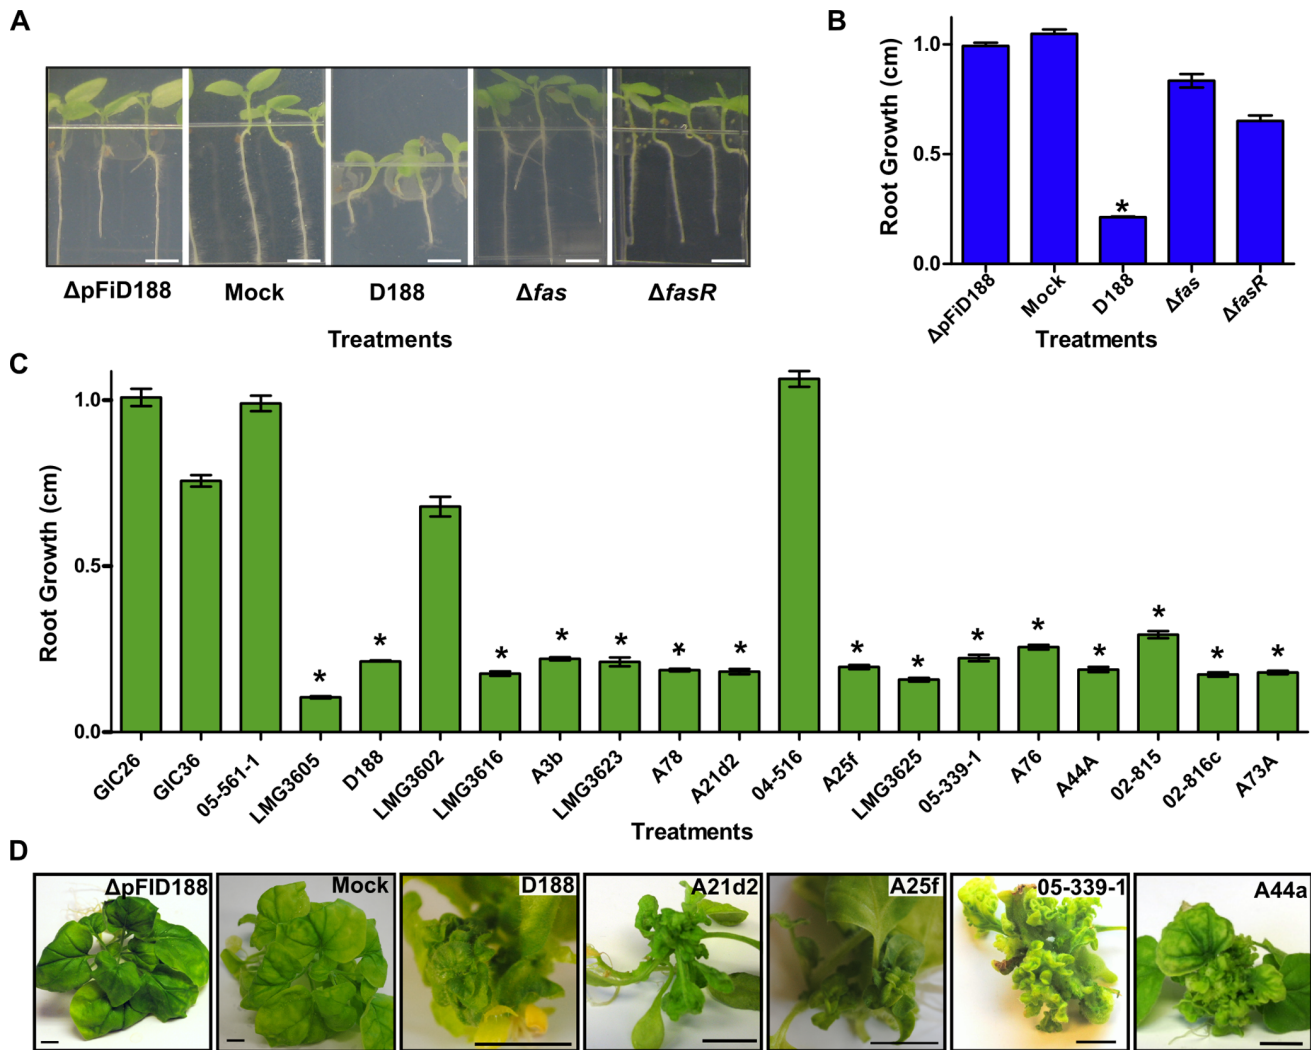 A
ΔpFiD188 Mock D188 Δfas ΔfasR
Treatments
B
Root Growth (cm)
1.0
0.5
0.0
*
ΔpFiD188 Mock D188 Δfas ΔfasR
Treatments
C
Root Growth (cm)
1.0
0.5
0.0
* * * * * * * * * * * * * * *
GIC26 GIC36 05-561-1 LMG3605 D188 LMG3602 LMG3616 A3b LMG3623 A78 A21d2 04-516 A25f LMG3625 05-339-1 A76 A44A 02-815 02-816c A73A
Treatments
D
ΔpFID188 Mock D188 A21d2 A25f 05-339-1 A44a